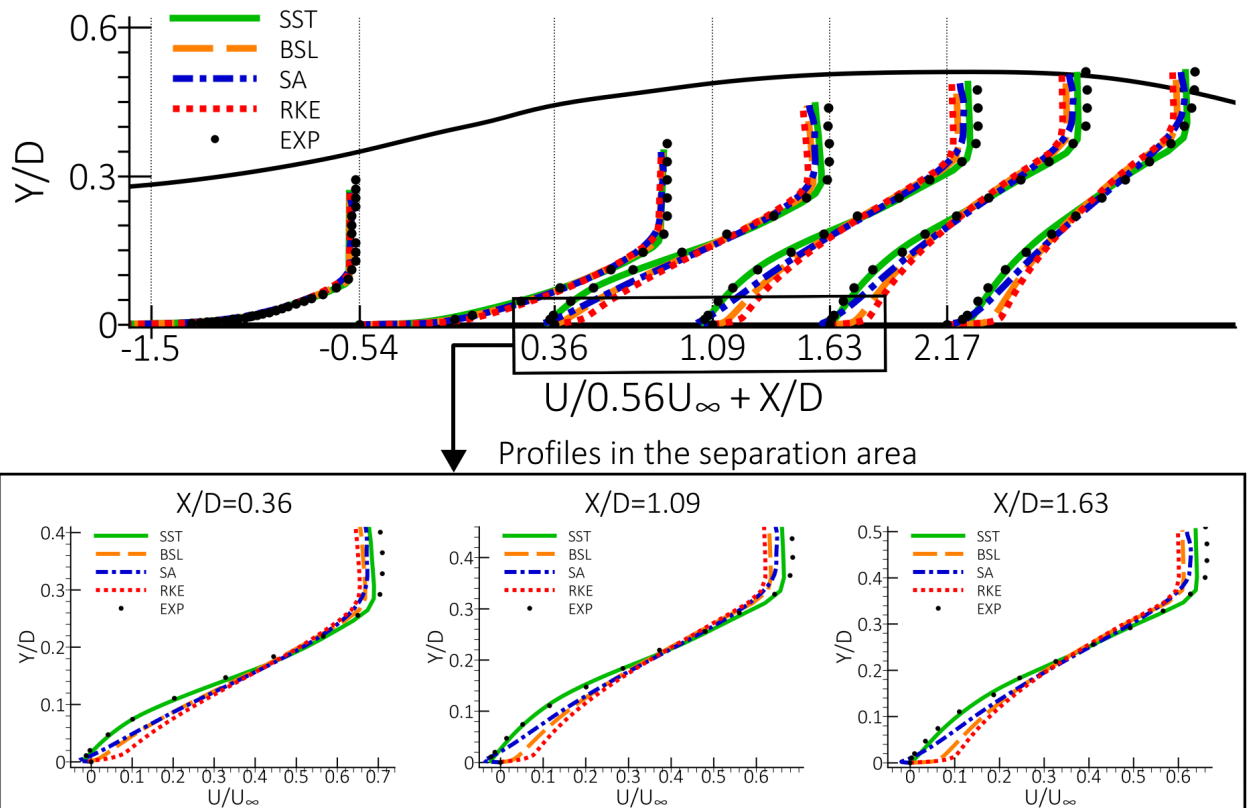 0.6
SST
BSL
SA
RKE
EXP
Y/D
0.3
0
-1.5 -0.54 0.36 1.09 1.63 2.17
U/0.56U∞ + X/D
Profiles in the separation area
X/D=0.36
0.4
SST
BSL
SA
RKE
EXP
0.3
Y/D
0.2
0.1
0
0 0.1 0.2 0.3 0.4 0.5 0.6 0.7
U/U∞
X/D=1.09
SST
BSL
SA
RKE
EXP
0.4
0.3
Y/D
0.2
0.1
0
0 0.1 0.2 0.3 0.4 0.5 0.6
U/U∞
X/D=1.63
0.5
SST
BSL
SA
RKE
EXP
0.4
0.3
Y/D
0.2
0.1
0
0 0.1 0.2 0.3 0.4 0.5 0.6
U/U∞